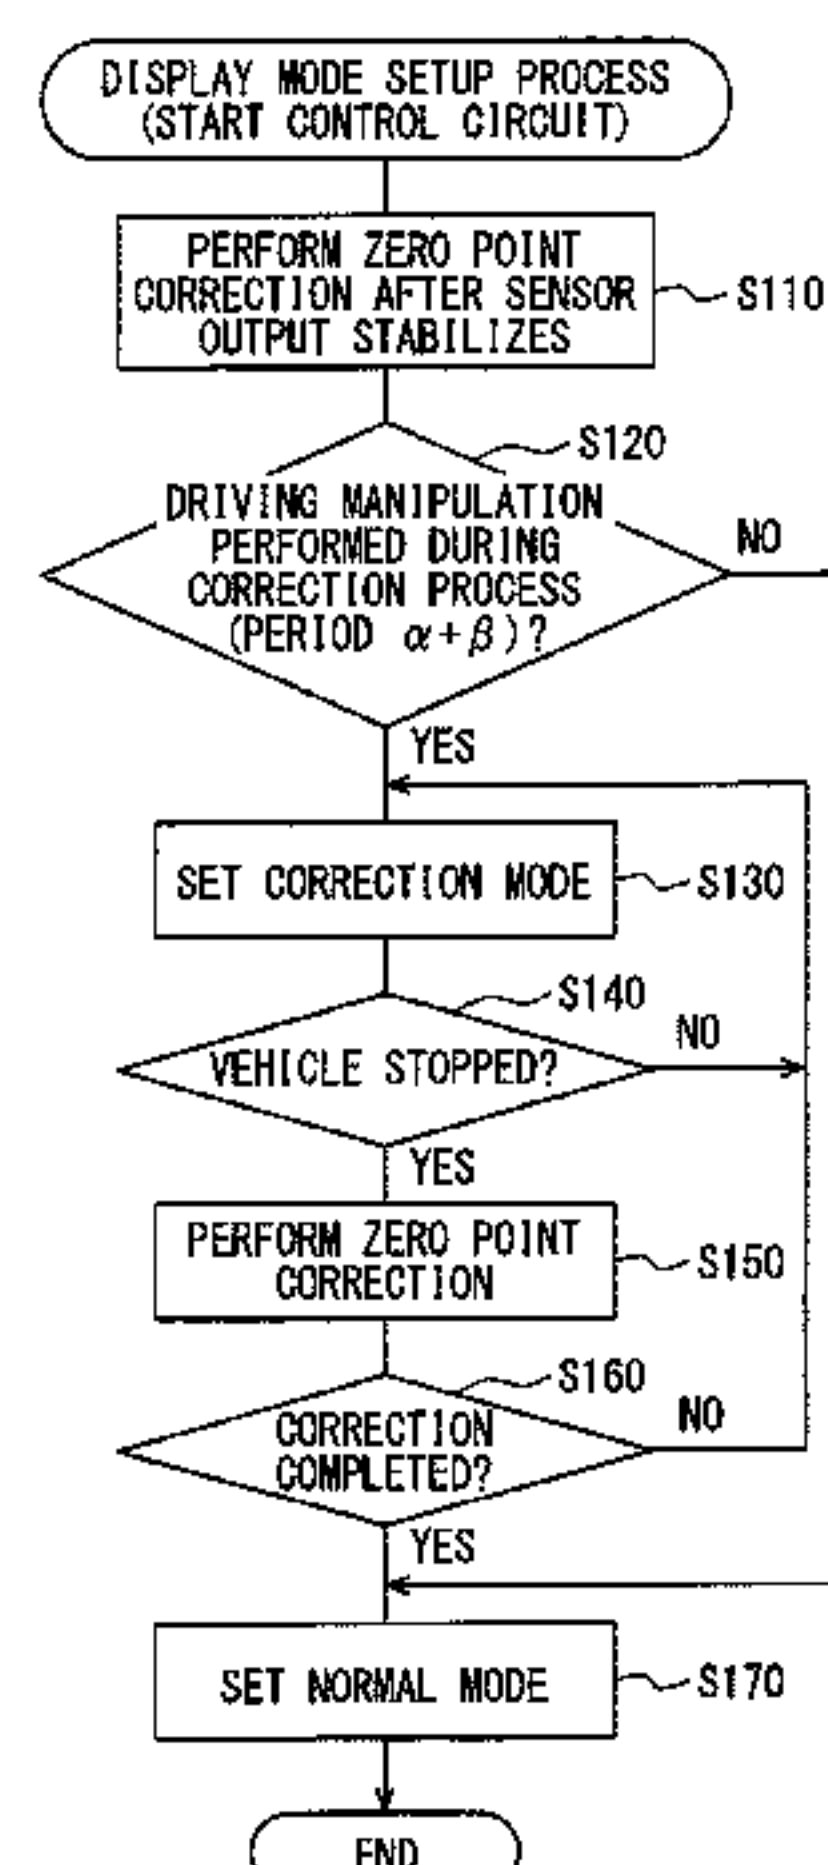 DISPLAY MODE SETUP PROCESS
(START CONTROL CIRCUIT)
PERFORM ZERO POINT
CORRECTION AFTER SENSOR
OUTPUT STABILIZES
S110
S120
DRIVING MANIPULATION
PERFORMED DURING
CORRECTION PROCESS
(PERIOD α+β)?
NO
YES
SET CORRECTION MODE
S130
S140
VEHICLE STOPPED?
NO
YES
PERFORM ZERO POINT
CORRECTION
S150
S160
CORRECTION
COMPLETED?
NO
YES
SET NORMAL MODE
S170
END